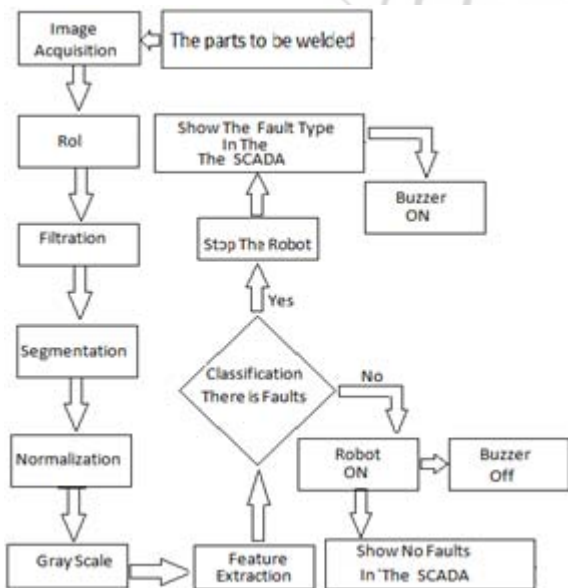 Image
Acquisition
The parts to be welded
RoI
Filtration
Segmentation
Normalization
Gray Scale
Feature
Extraction
Classification
There is Faults
Yes
Stop The Robot
Show The Fault Type
In The
The SCADA
Buzzer
ON
No
Robot
ON
Buzzer
Off
Show No Faults
In The SCADA